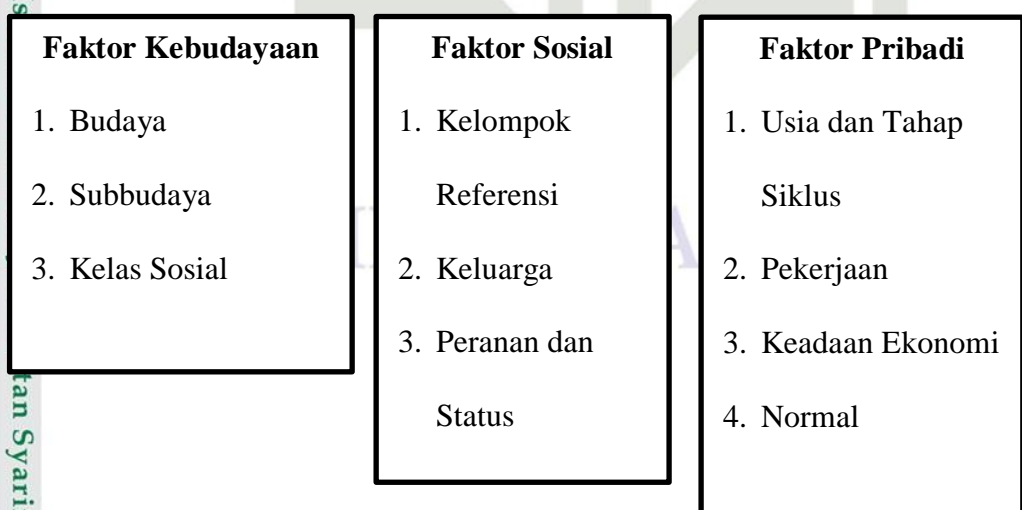 Faktor Kebudayaan
1. Budaya
2. Subbudaya
3. Kelas Sosial
Faktor Sosial
1. Kelompok
Referensi
2. Keluarga
3. Peranan dan
Status
Faktor Pribadi
1. Usia dan Tahap
Siklus
2. Pekerjaan
3. Keadaan Ekonomi
4. Normal
tan Syari